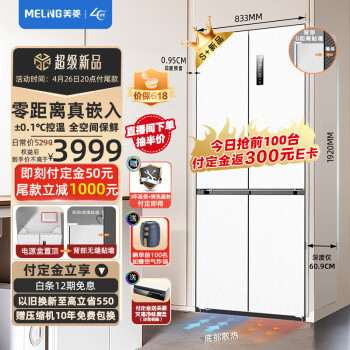 MELING美菱
833MM
超级新品
活动时间:4月26日20点付尾款
零距离真嵌入
±0.1℃控温 全空间保鲜
日常价5299
3999
即刻付定金50元
尾款立减1000元
电源盒置顶
背部无缝贴墙
付定金立享
白条12期免息
以旧换新至高立省550
赠压缩机10年免费包换
0.95CM
价保618
直播间下单
抽半价
付定即赠
S+新品
今日抢前100台
付定金返300元E卡
1920MM
深度仅
60.9CM
底部散热